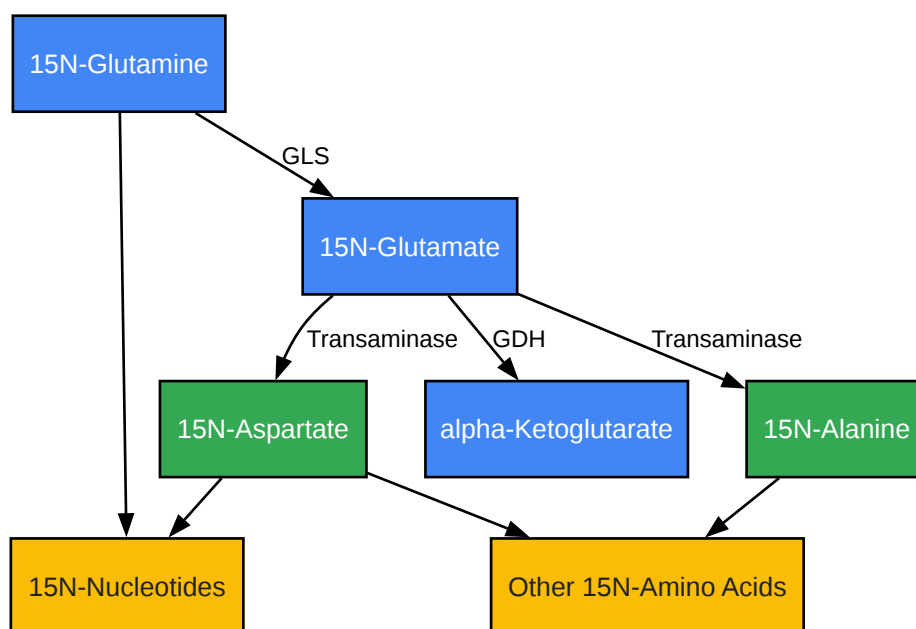 15N-Glutamine
GLS
15N-Glutamate
Transaminase
GDH
Transaminase
15N-Aspartate
alpha-Ketoglutarate
15N-Alanine
15N-Nucleotides
Other 15N-Amino Acids